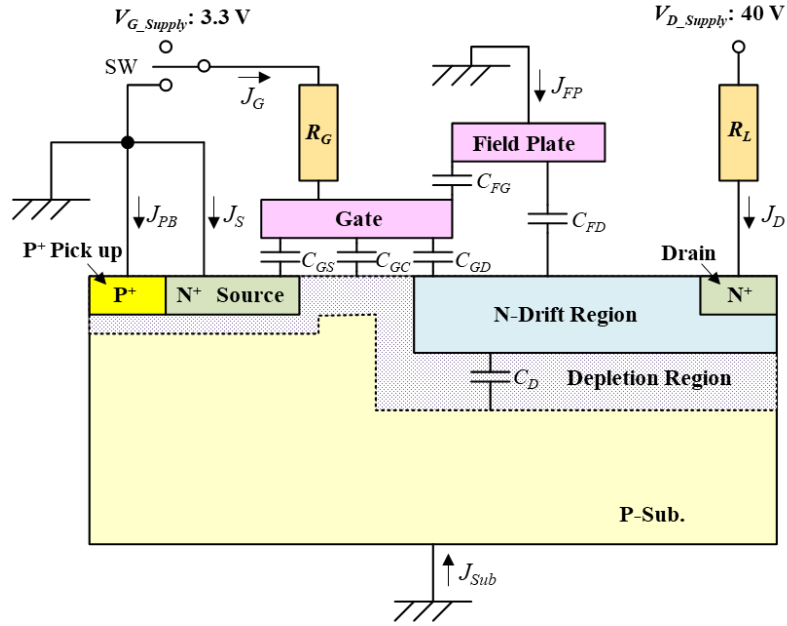 V_G_Supply: 3.3 V
V_D_Supply: 40 V
SW
J_G
J_FP
R_G
Field Plate
R_L
C_FG
J_PB
J_S
Gate
C_FD
J_D
P+ Pick up
C_GS
C_GC
C_GD
Drain
P+
N+ Source
N+
N-Drift Region
C_D
Depletion Region
P-Sub.
J_Sub